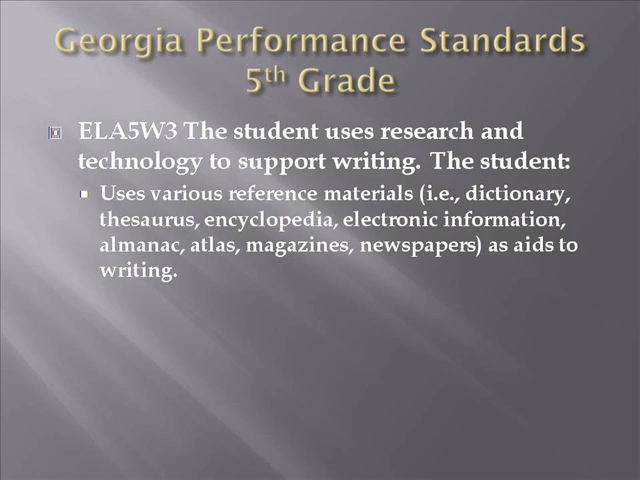 Georgia Performance Standards
5th Grade
ELA5W3 The student uses research and
technology to support writing. The student:
Uses various reference materials (i.e., dictionary,
thesaurus, encyclopedia, electronic information,
almanac, atlas, magazines, newspapers) as aids to
writing.